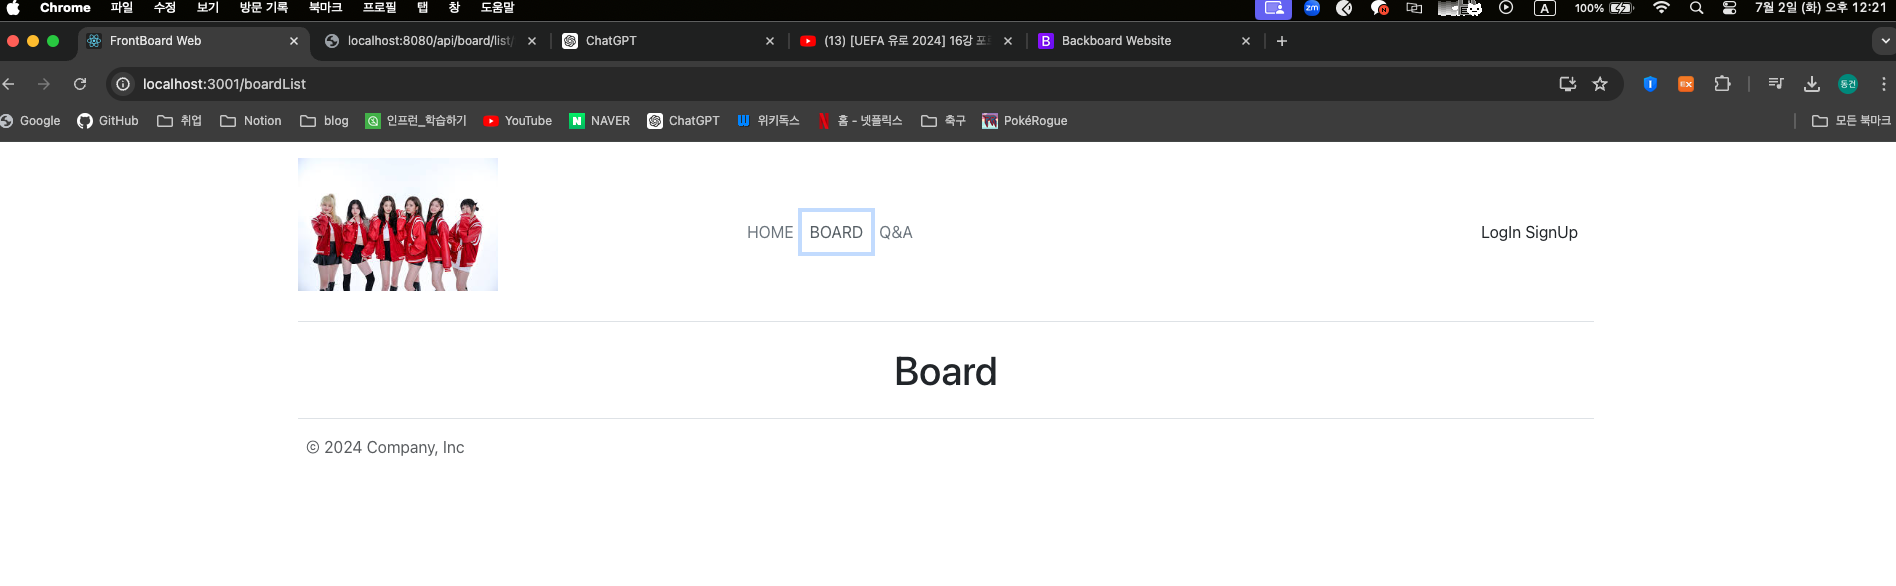 Chrome 파일 수정 보기 방문 기록 북마크 프로필 탭 창 도움말 zm N A 100% 7월 2일 (화) 오후 12:21
FrontBoard Web localhost:8080/api/board/list/ ChatGPT (13) [UEFA 유로 2024] 16강 포 B Backboard Website
localhost:3001/boardList EX 동건
Google GitHub 취업 Notion blog 인프런_학습하기 YouTube N NAVER ChatGPT W 위키독스 N 홈 - 넷플릭스 축구 PokéRogue 모든 북마크
HOME BOARD Q&A LogIn SignUp
Board
© 2024 Company, Inc